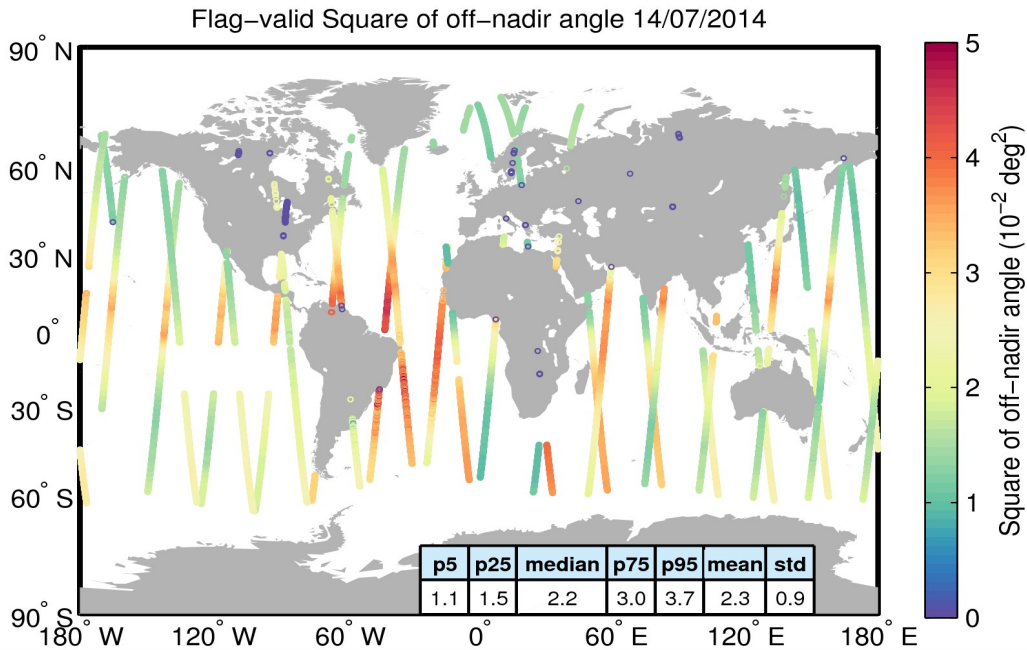 Flag−valid Square of off−nadir angle 14/07/2014
90° N
60° N
30° N
0°
30° S
60° S
90° S
180° W
120° W
60° W
0°
60° E
120° E
180° E
p5 p25 median p75 p95 mean std
1.1 1.5 2.2 3.0 3.7 2.3 0.9
5
4
3
2
1
0
Square of off−nadir angle (10⁻² deg²)